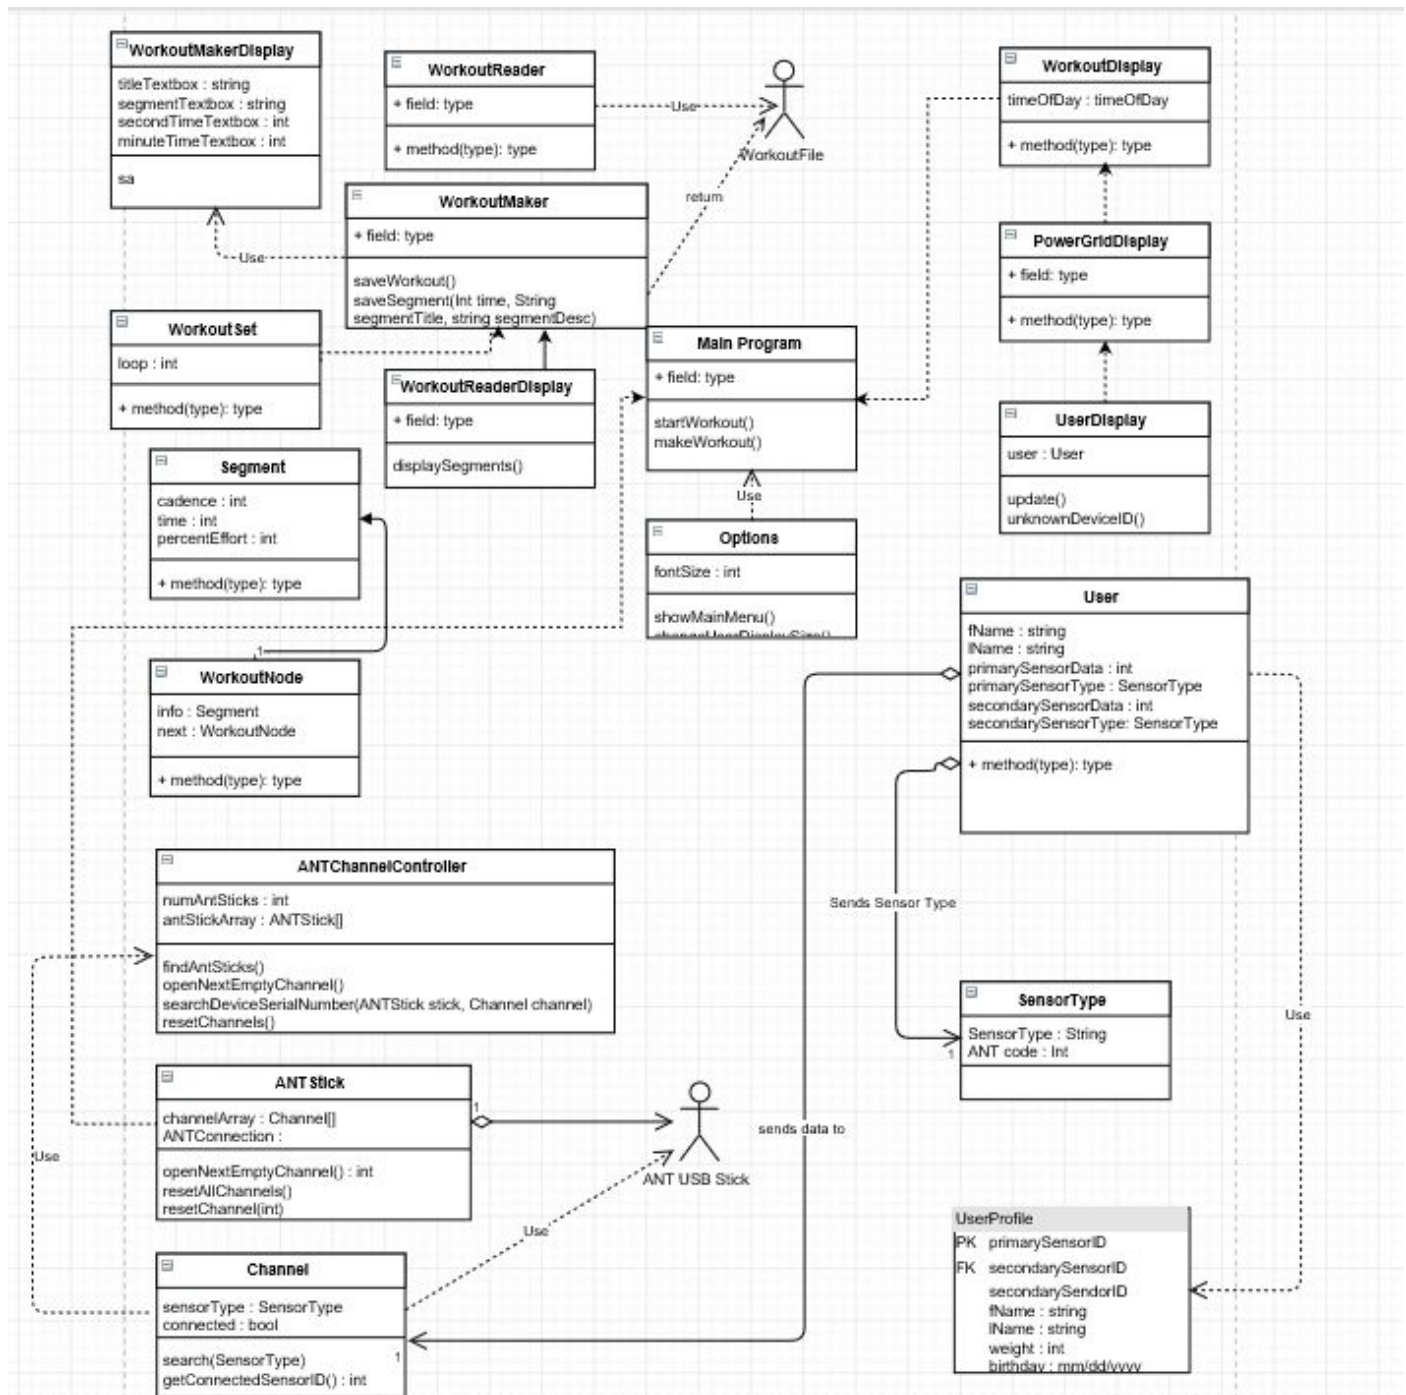 WorkoutMakerDisplay
titleTextbox : string
segmentTextbox : string
secondTimeTextbox : int
minuteTimeTextbox : int
sa
WorkoutReader
+ field: type
+ method(type): type
Use
WorkoutFile
return
WorkoutDisplay
timeOfDay : timeOfDay
+ method(type): type
WorkoutMaker
+ field: type
saveWorkout()
saveSegment(Int time, String
segmentTitle, string segmentDesc)
Use
PowerGridDisplay
+ field: type
+ method(type): type
WorkoutSet
loop : int
+ method(type): type
WorkoutReaderDisplay
+ field: type
displaySegments()
Main Program
+ field: type
startWorkout()
makeWorkout()
Use
UserDisplay
user : User
update()
unknownDeviceID()
Segment
cadence : int
time : int
percentEffort : int
+ method(type): type
Options
fontSize : int
showMainMenu()
changeUserDisplaySize()
User
fName : string
lName : string
primarySensorData : int
primarySensorType : SensorType
secondarySensorData : int
secondarySensorType: SensorType
+ method(type): type
1
WorkoutNode
info : Segment
next : WorkoutNode
+ method(type): type
ANTChannelController
numAntSticks : int
antStickArray : ANTStick[]
findAntSticks()
openNextEmptyChannel()
searchDeviceSerialNumber(ANTStick stick, Channel channel)
resetChannels()
Sends Sensor Type
SensorType
SensorType : String
ANT code : Int
1
Use
ANTStick
channelArray : Channel[]
ANTConnection :
openNextEmptyChannel() : int
resetAllChannels()
resetChannel(int)
1
Use
ANT USB Stick
sends data to
Use
Channel
sensorType : SensorType
connected : bool
search(SensorType)
getConnectedSensorID() : int
1
UserProfile
PK primarySensorID
FK secondarySensorID
secondarySendorID
fName : string
lName : string
weight : int
birthday : mm/dd/yyyy